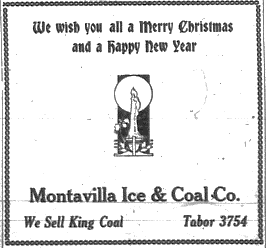 We wish you all a Merry Christmas
and a Happy New Year
Montavilla Ice & Coal Co.
We Sell King Coal Tabor 3754